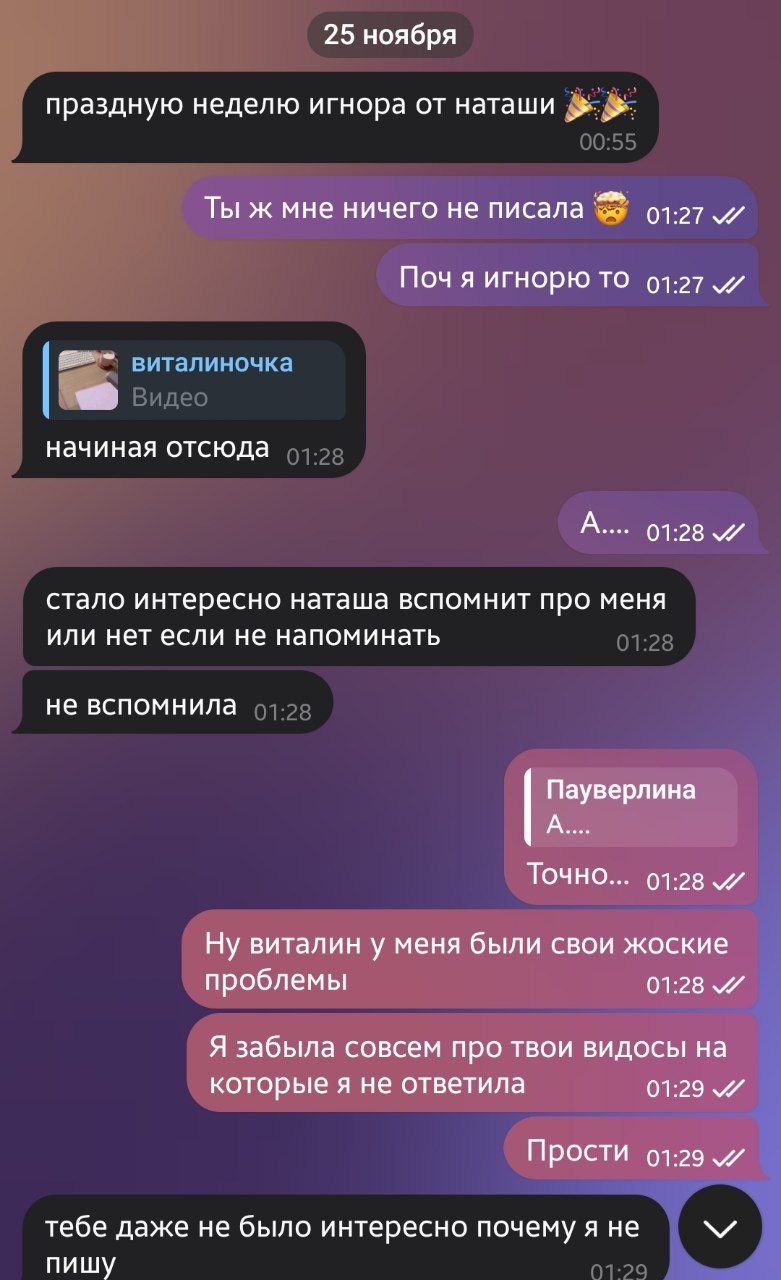 25 ноября
праздную неделю игнора от наташи 🎉🎉
00:55
Ты ж мне ничего не писала 🤯 01:27
Поч я игнорю то 01:27
виталиночка
Видео
начиная отсюда 01:28
А.... 01:28
стало интересно наташа вспомнит про меня
или нет если не напоминать 01:28
не вспомнила 01:28
Пауверлина
А....
Точно... 01:28
Ну виталин у меня были свои жоские
проблемы 01:28
Я забыла совсем про твои видосы на
которые я не ответила 01:29
Прости 01:29
тебе даже не было интересно почему я не
пишу 01:29